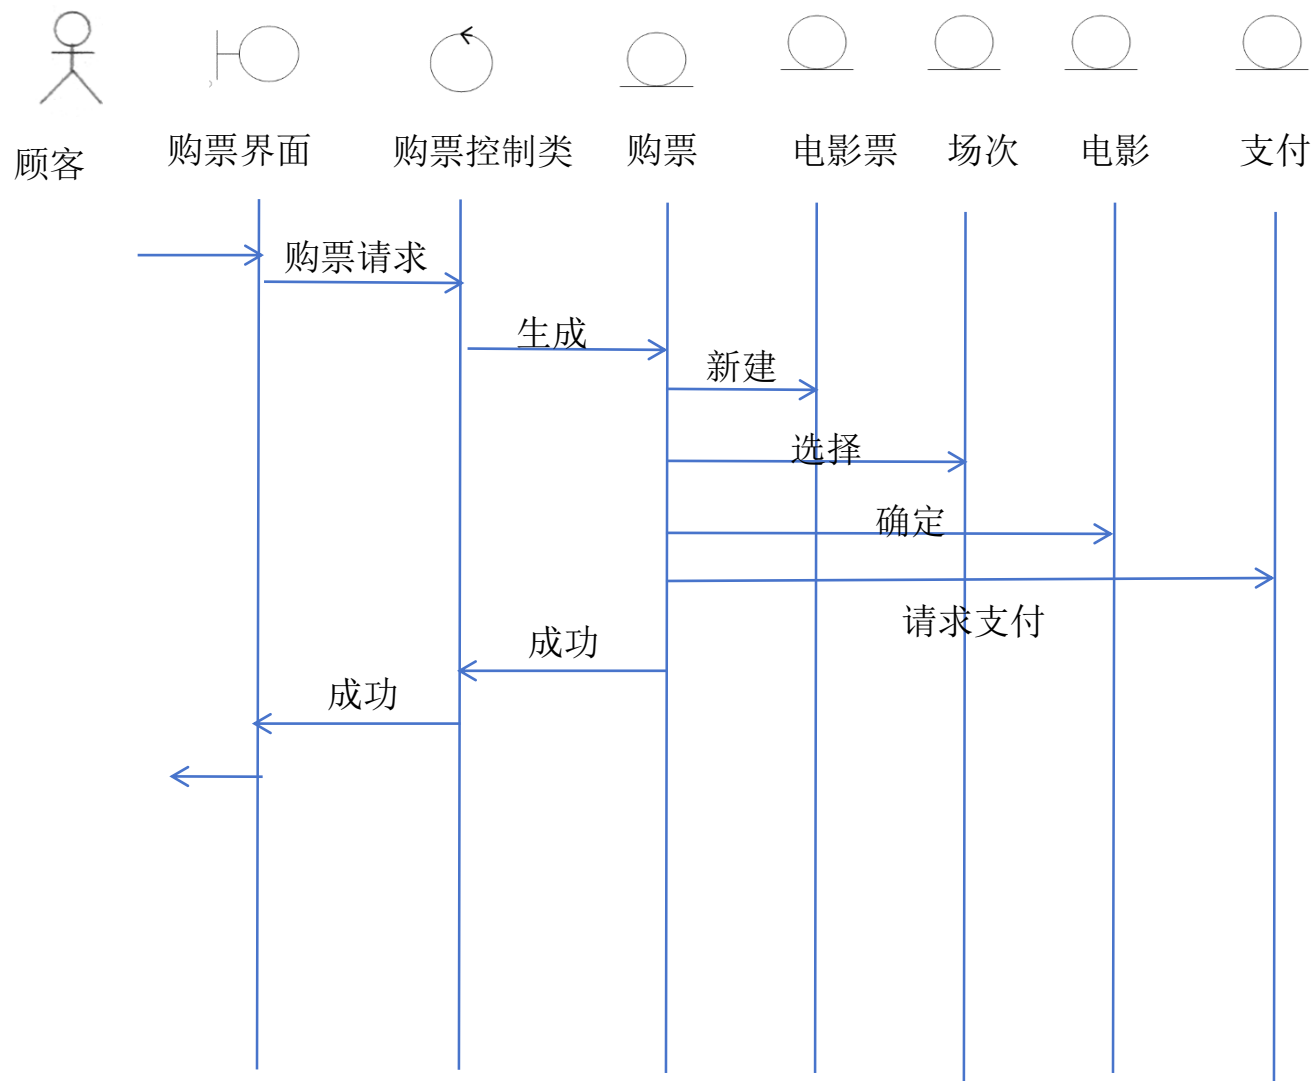 顾客
购票界面
购票控制类
购票
电影票
场次
电影
支付
购票请求
生成
新建
选择
确定
请求支付
成功
成功